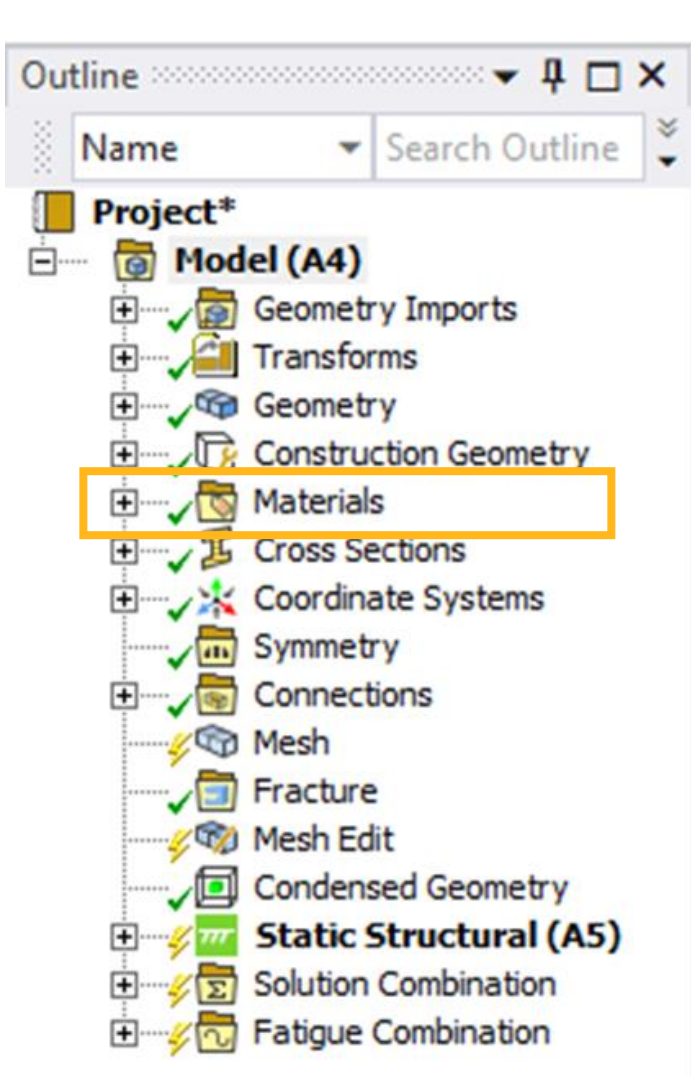 Outline
Name Search Outline
Project*
Model (A4)
Geometry Imports
Transforms
Geometry
Construction Geometry
Materials
Cross Sections
Coordinate Systems
Symmetry
Connections
Mesh
Fracture
Mesh Edit
Condensed Geometry
Static Structural (A5)
Solution Combination
Fatigue Combination